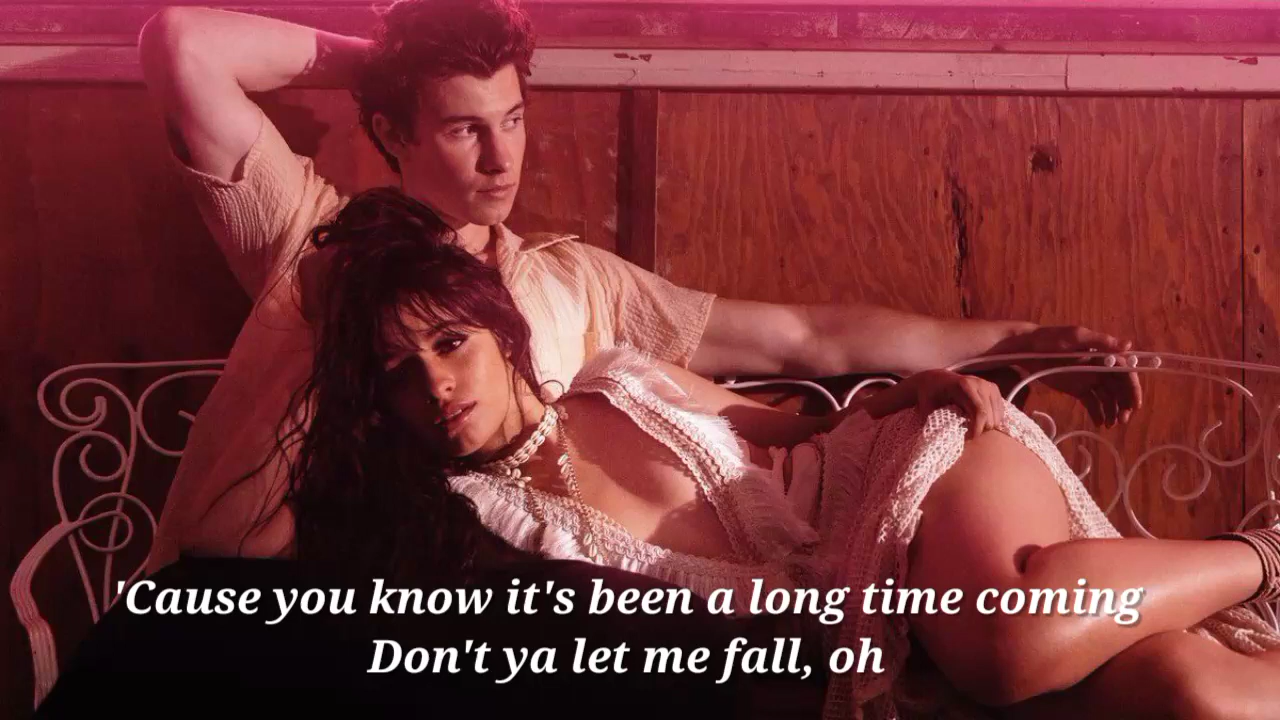 'Cause you know it's been a long time coming
Don't ya let me fall, oh